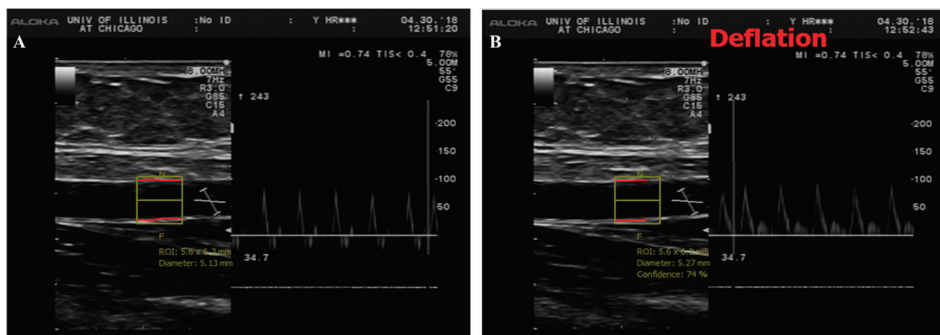 A
ALOKA UNIV OF ILLINOIS :No ID Y HR*** 04.30.'18
AT CHICAGO : : 12:51:20
MI =0.74 TIS< 0.4 78%
8.00MH
7Hz
R3.0
G85
C15
A4
5.00M
55°
G55
C9
↑ 243
200
150
100
50
34.7
N
F
ROI: 5.6 x 6.2 mm
Diameter: 5.13 mm
B
ALOKA UNIV OF ILLINOIS :No ID Y HR*** 04.30.'18
AT CHICAGO : : 12:52:43
Deflation
MI =0.74 TIS< 0.4 78%
8.00MH
7Hz
R3.0
G85
C15
A4
5.00M
55°
G55
C9
↑ 243
200
150
100
50
34.7
F
ROI: 5.6 x
Diameter: 5.27 mm
Confidence: 74 %